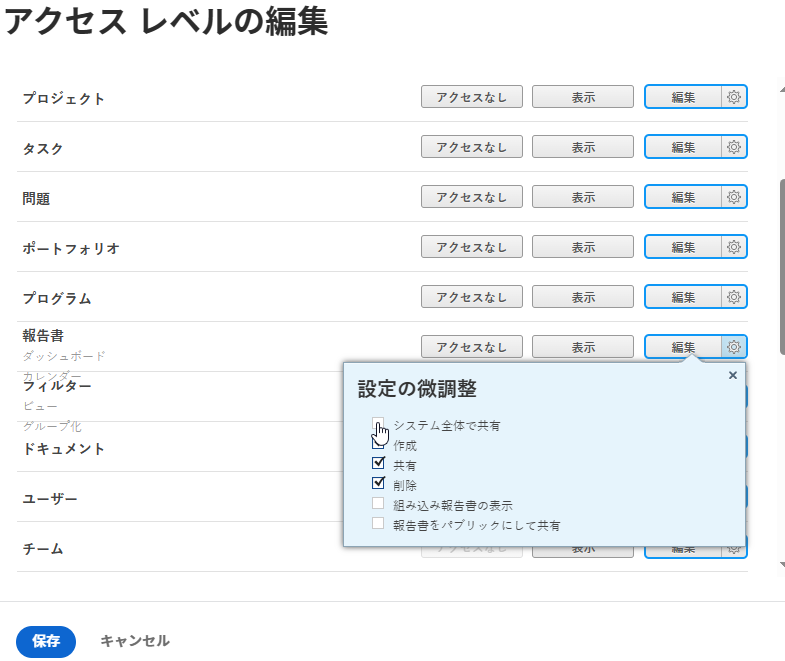 アクセス レベルの編集
プロジェクト アクセスなし 表示 編集
タスク アクセスなし 表示 編集
問題 アクセスなし 表示 編集
ポートフォリオ アクセスなし 表示 編集
プログラム アクセスなし 表示 編集
報告書 アクセスなし 表示 編集
ダッシュボード
カレンダー
フィルター
ビュー
グループ化
ドキュメント
ユーザー
チーム アクセスなし 表示 編集
設定の微調整
システム全体で共有
作成
共有
削除
組み込み報告書の表示
報告書をパブリックにして共有
保存 キャンセル